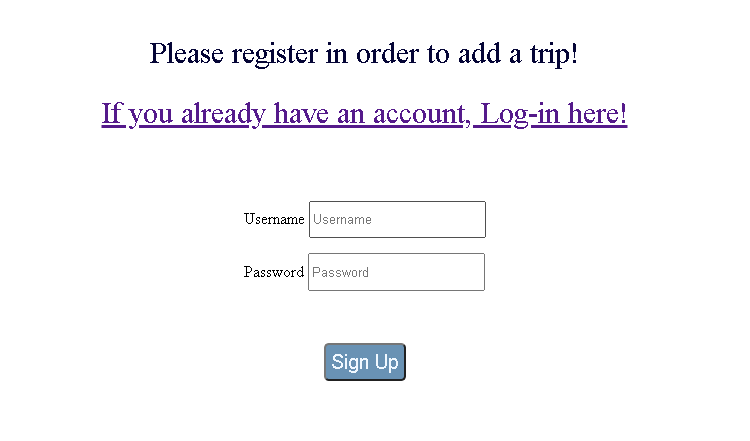 Please register in order to add a trip!
If you already have an account, Log-in here!
Username Username
Password Password
Sign Up